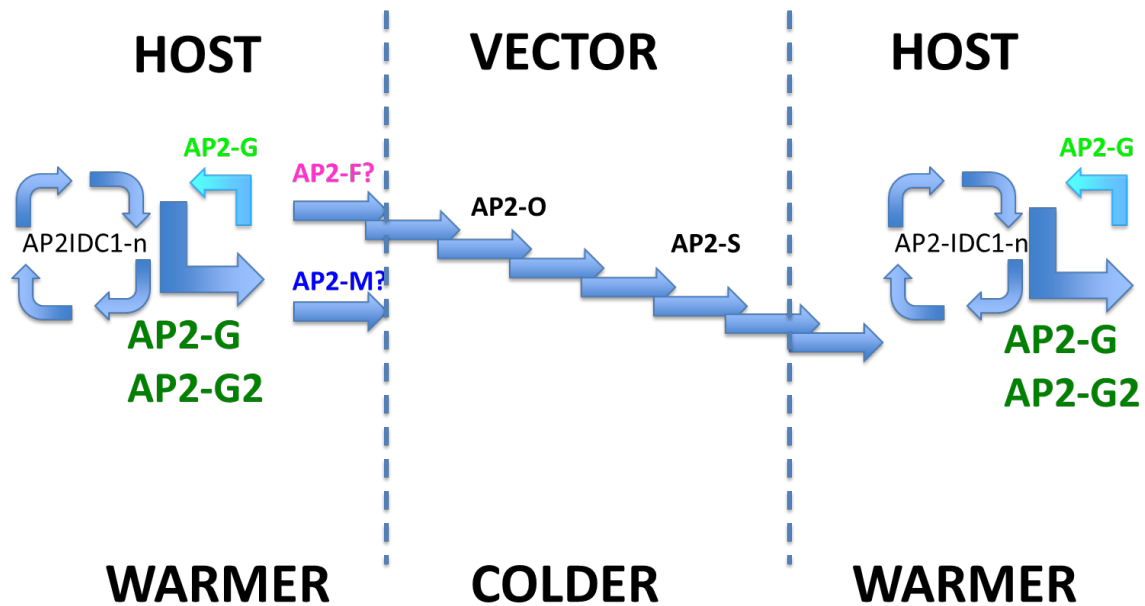 HOST
VECTOR
HOST
AP2-G
AP2-F?
AP2-O
AP2IDC1-n
AP2-S
AP2-M?
AP2-G
AP2-G2
AP2-G
AP2-IDC1-n
AP2-G
AP2-G2
WARMER
COLDER
WARMER